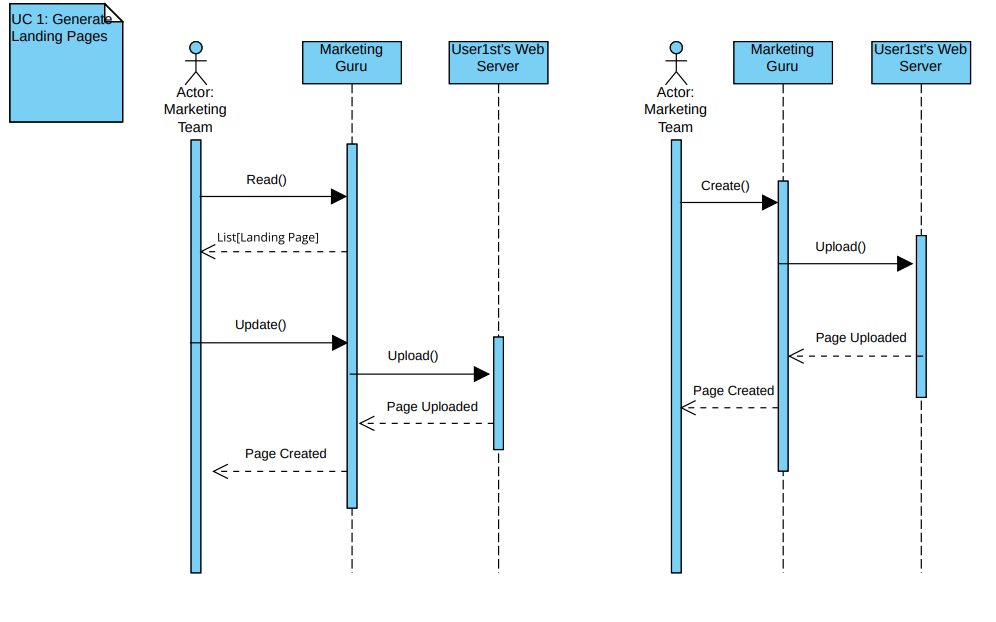 UC 1: Generate
Landing Pages
Actor:
Marketing
Team
Marketing
Guru
User1st's Web
Server
Read()
List[Landing Page]
Update()
Upload()
Page Uploaded
Page Created
Actor:
Marketing
Team
Marketing
Guru
User1st's Web
Server
Create()
Upload()
Page Uploaded
Page Created